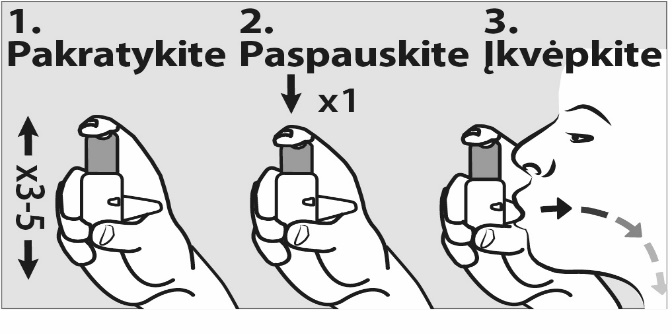 1.
Pakratykite
x3-5
2.
Paspauskite
x1
3.
Įkvėpkite